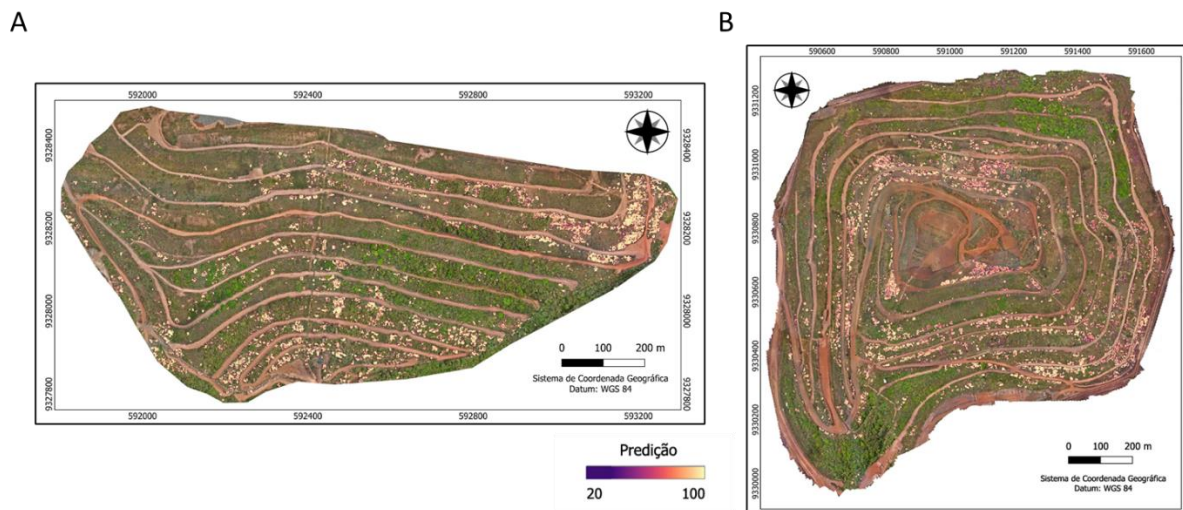 A
592000 592400 592800 593200
9328400 9328400
9328200 9328200
9328000 9328000
9327800 9327800
0 100 200 m
Sistema de Coordenada Geográfica
Datum: WGS 84
592000 592400 592800 593200
Predição
20 100
B
590600 590800 591000 591200 591400 591600
9331200
9331000
9330800
9330600
9330400
9330200
9330000
0 100 200 m
Sistema de Coordenada Geográfica
Datum: WGS 84